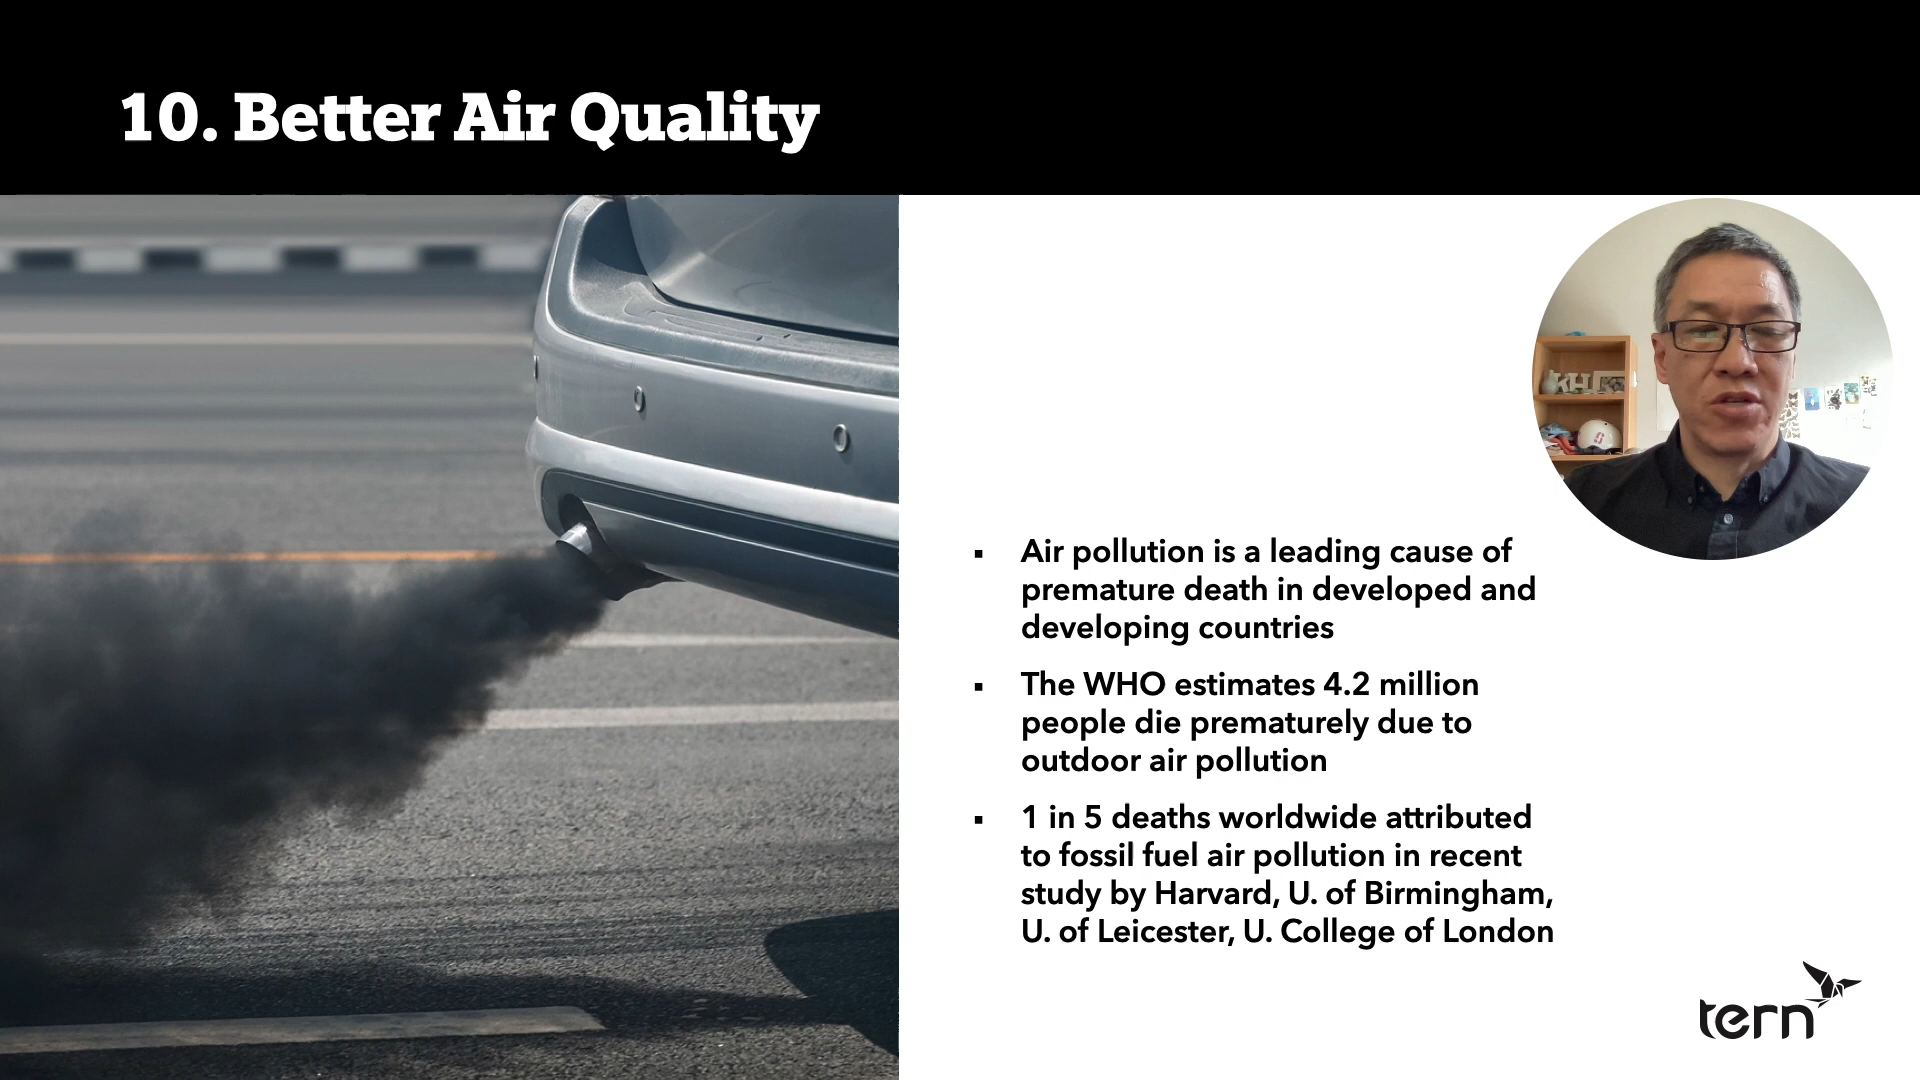 10. Better Air Quality
▪ Air pollution is a leading cause of
premature death in developed and
developing countries
▪ The WHO estimates 4.2 million
people die prematurely due to
outdoor air pollution
▪ 1 in 5 deaths worldwide attributed
to fossil fuel air pollution in recent
study by Harvard, U. of Birmingham,
U. of Leicester, U. College of London
KH
S
tern